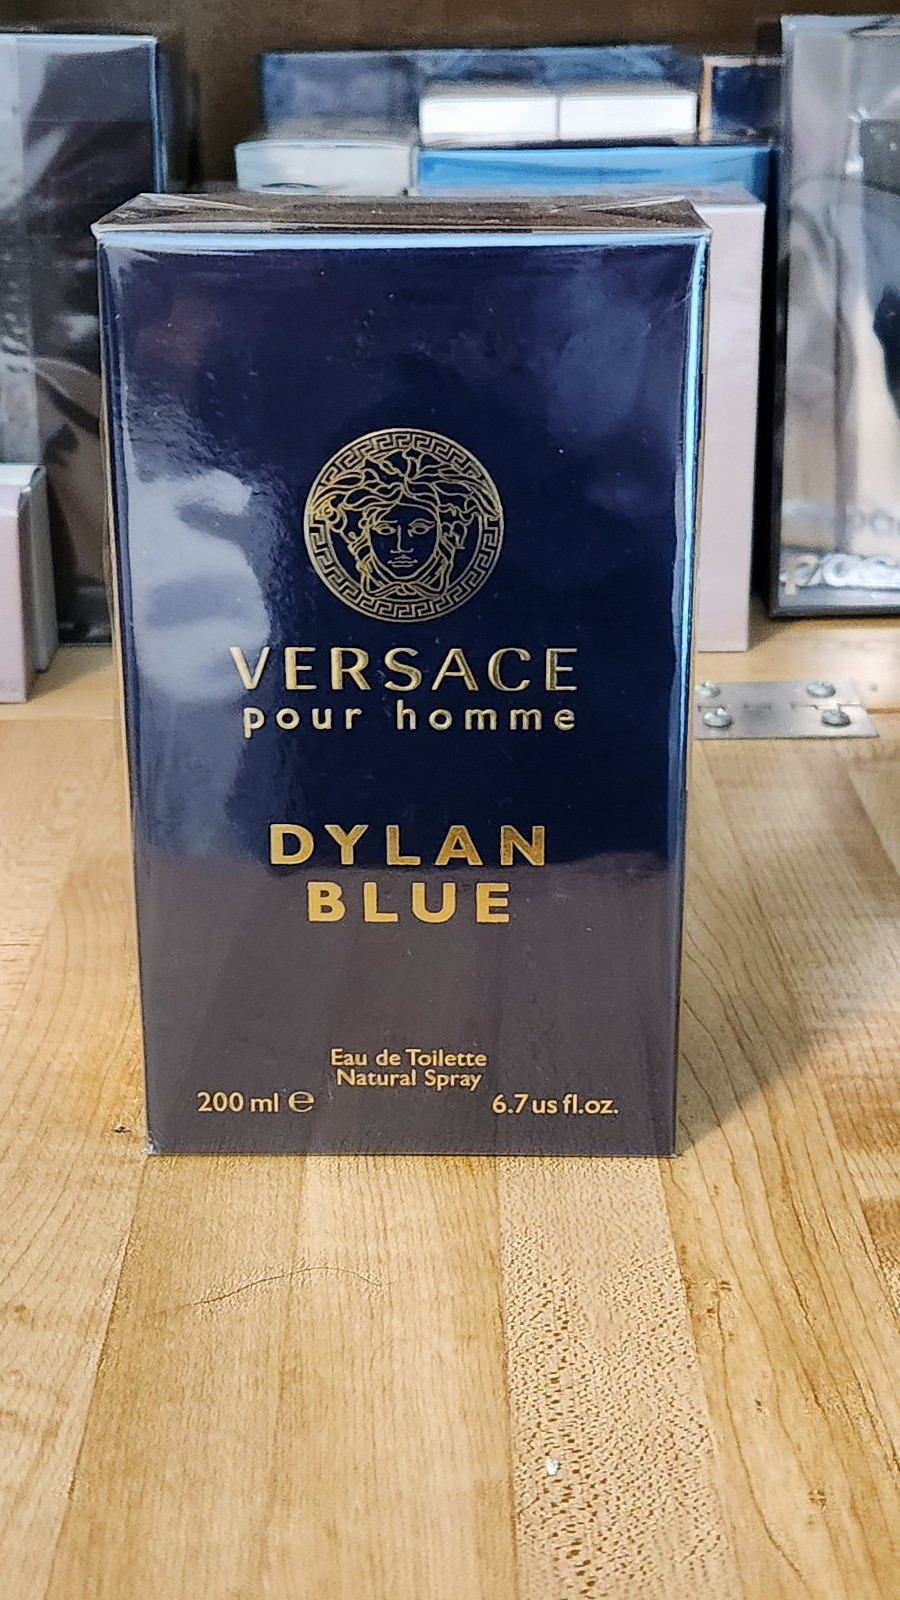 VERSACE
pour homme
DYLAN
BLUE
Eau de Toilette
Natural Spray
200 ml ℮
6.7 us fl.oz.